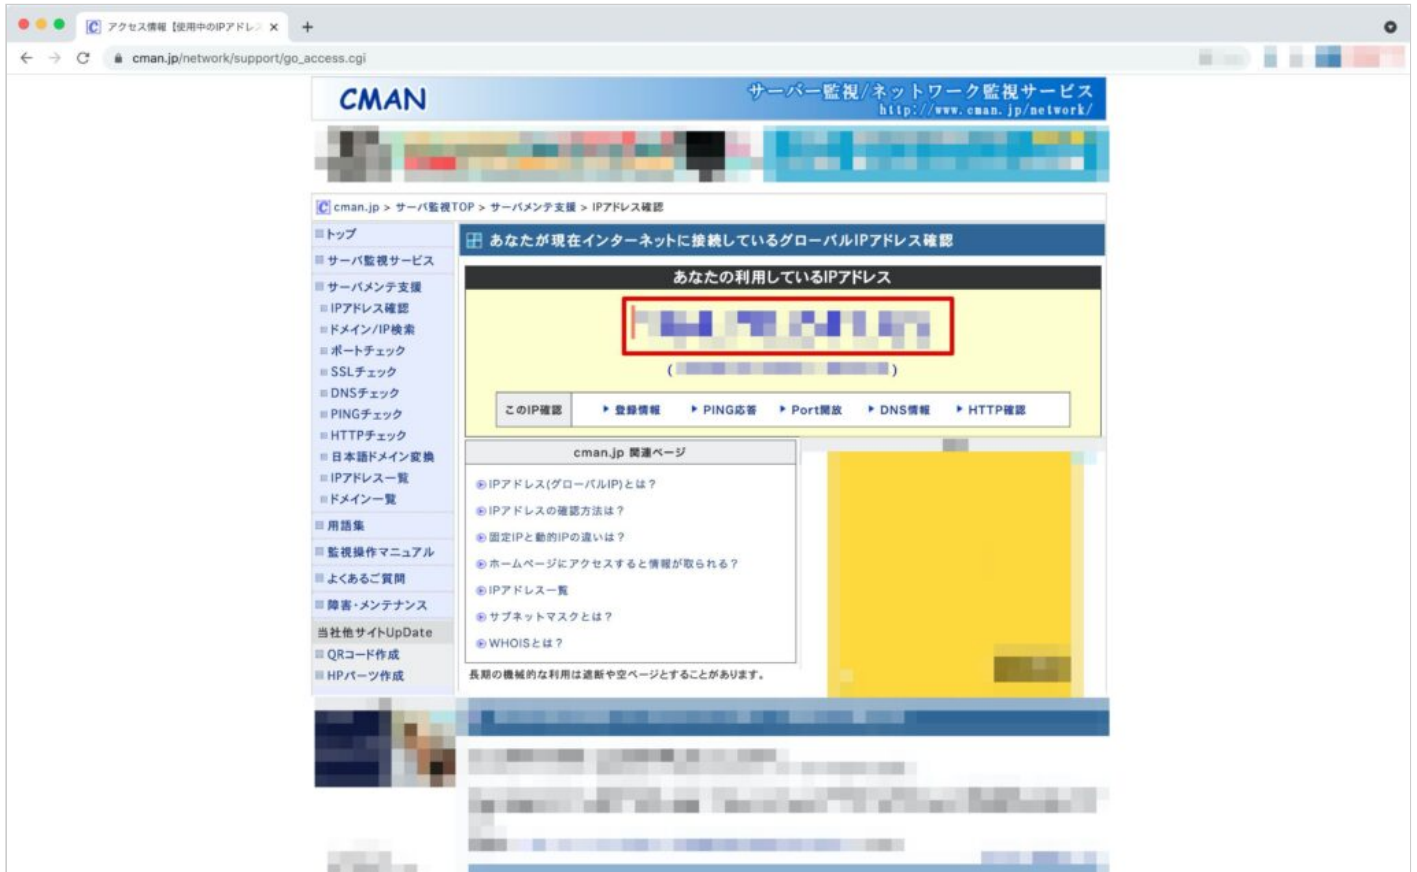 アクセス情報【使用中のIPアドレス
cman.jp/network/support/go_access.cgi
CMAN
サーバー監視/ネットワーク監視サービス
http://www.cman.jp/network/
cman.jp > サーバ監視TOP > サーバメンテ支援 > IPアドレス確認
トップ
サーバ監視サービス
サーバメンテ支援
IPアドレス確認
ドメイン/IP検索
ポートチェック
SSLチェック
DNSチェック
PINGチェック
HTTPチェック
日本語ドメイン変換
IPアドレス一覧
ドメイン一覧
用語集
監視操作マニュアル
よくあるご質問
障害・メンテナンス
当社他サイトUpDate
QRコード作成
HPパーツ作成
あなたが現在インターネットに接続しているグローバルIPアドレス確認
あなたの利用しているIPアドレス
( )
このIP確認 登録情報 PING応答 Port開放 DNS情報 HTTP確認
cman.jp 関連ページ
IPアドレス(グローバルIP)とは？
IPアドレスの確認方法は？
固定IPと動的IPの違いは？
ホームページにアクセスすると情報が取られる？
IPアドレス一覧
サブネットマスクとは？
WHOISとは？
長期の機械的な利用は遮断や空ページとすることがあります。